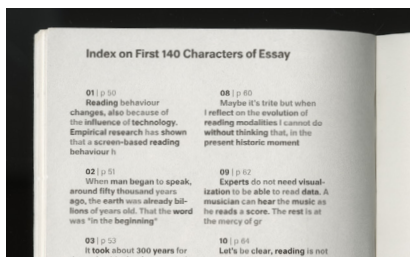 Index on First 140 Characters of Essay
01 | p 50
Reading behaviour
changes, also because of
the influence of technology.
Empirical research has shown
that a screen-based reading
behaviour h
02 | p 51
When man began to speak,
around fifty thousand years
ago, the earth was already bil-
lions of years old. That the word
was "in the beginning"
03 | p 53
It took about 300 years for
08 | p 60
Maybe it's trite but when
I reflect on the evolution of
reading modalities I cannot do
without thinking that, in the
present historic moment
09 | p 62
Experts do not need visual-
ization to be able to read data. A
musician can hear the music as
he reads a score. The rest is at
the mercy of gr
10 | p 64
Let's be clear, reading is not